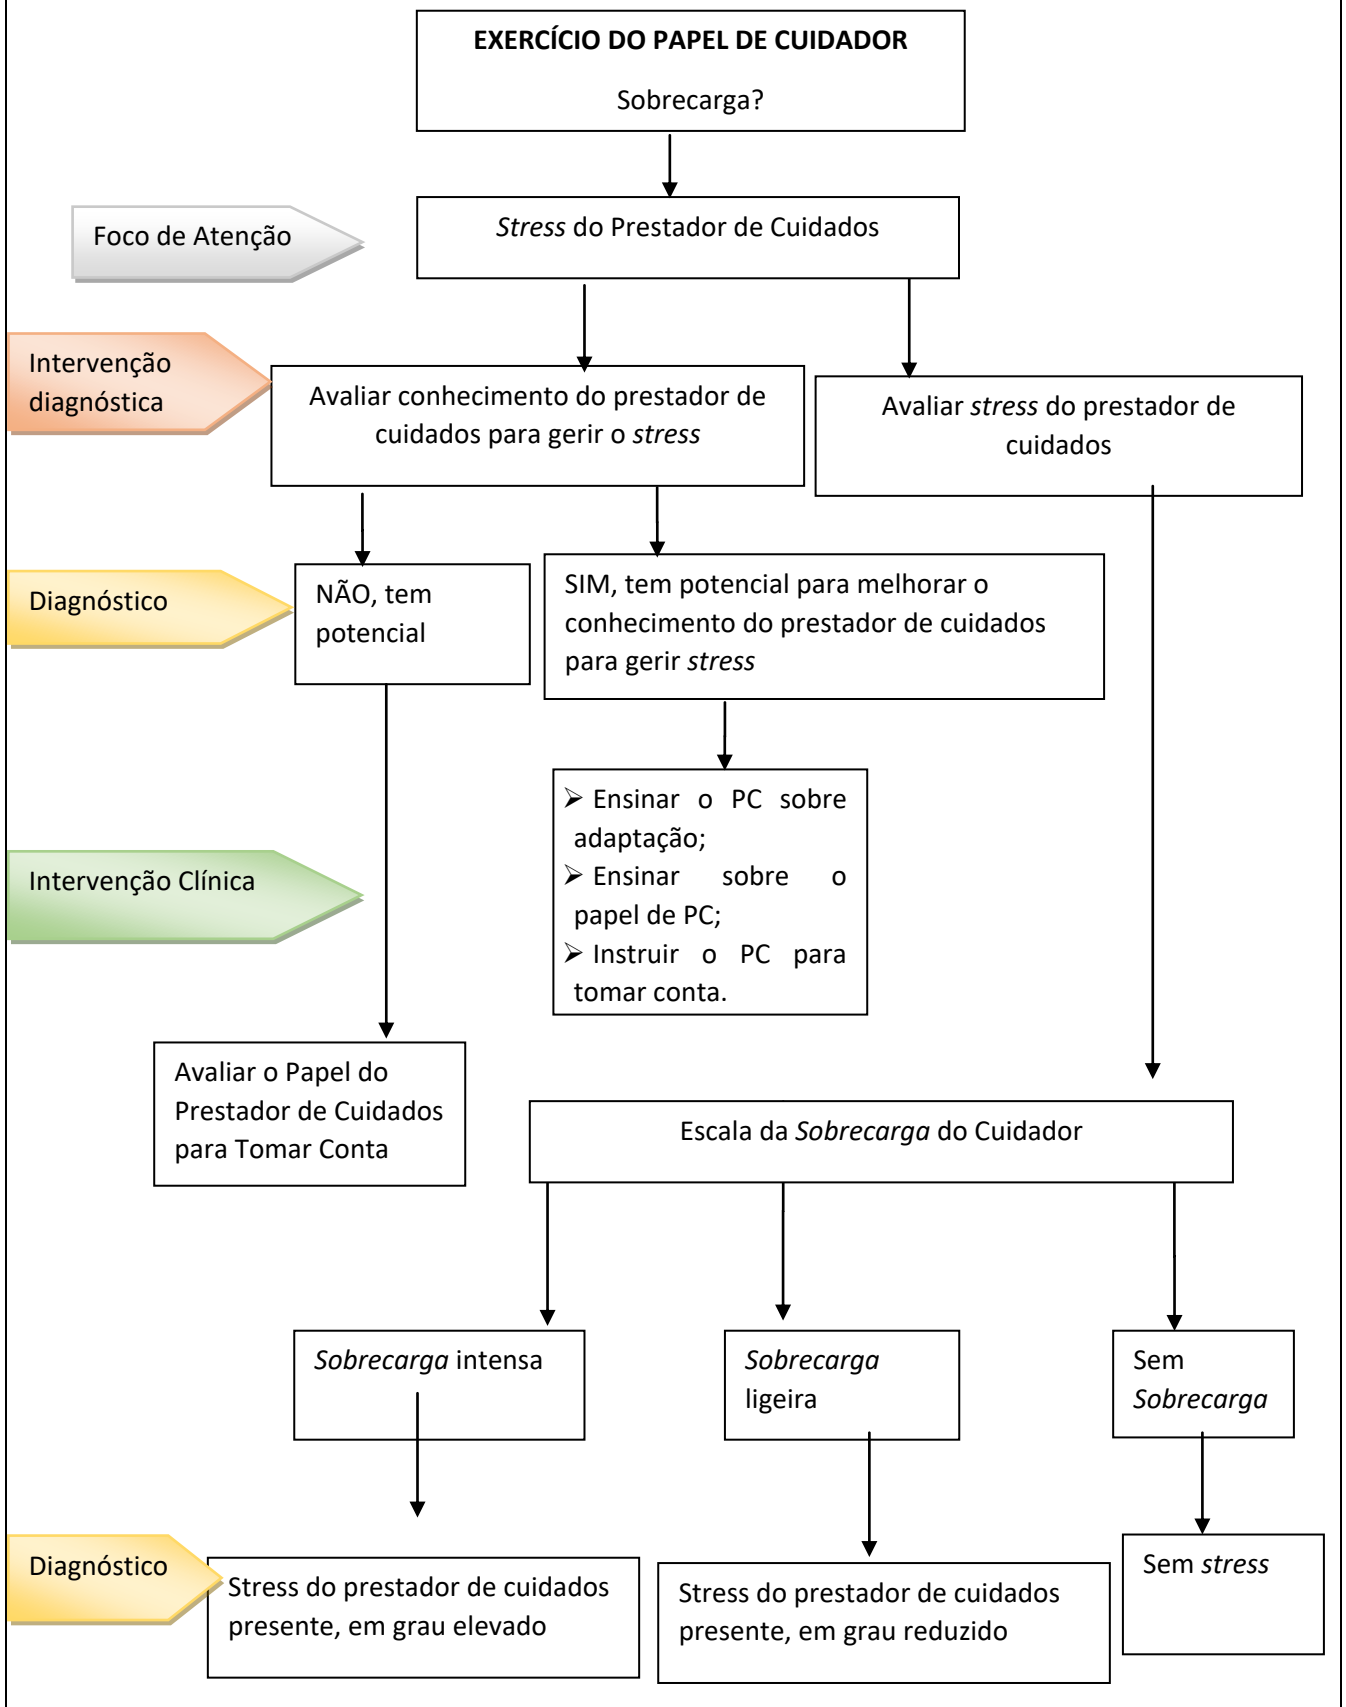 EXERCÍCIO DO PAPEL DE CUIDADOR
Sobrecarga?
Stress do Prestador de Cuidados
Foco de Atenção
Intervenção
diagnóstica
Avaliar conhecimento do prestador de
cuidados para gerir o stress
Avaliar stress do prestador de
cuidados
Diagnóstico
NÃO, tem
potencial
SIM, tem potencial para melhorar o
conhecimento do prestador de cuidados
para gerir stress
➢ Ensinar o PC sobre
adaptação;
➢ Ensinar sobre o
papel de PC;
➢ Instruir o PC para
tomar conta.
Intervenção Clínica
Avaliar o Papel do
Prestador de Cuidados
para Tomar Conta
Escala da Sobrecarga do Cuidador
Sobrecarga intensa
Sobrecarga
ligeira
Sem
Sobrecarga
Diagnóstico
Stress do prestador de cuidados
presente, em grau elevado
Stress do prestador de cuidados
presente, em grau reduzido
Sem stress